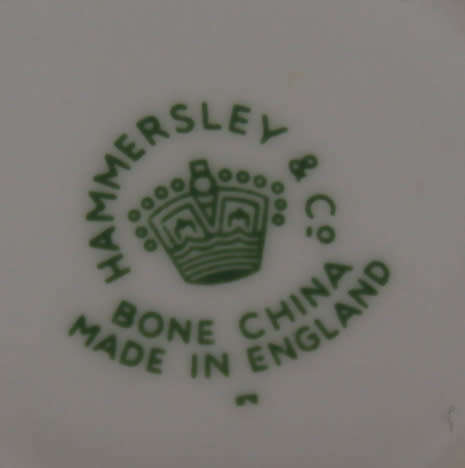 HAMMERSLEY & Co.
BONE CHINA
MADE IN ENGLAND